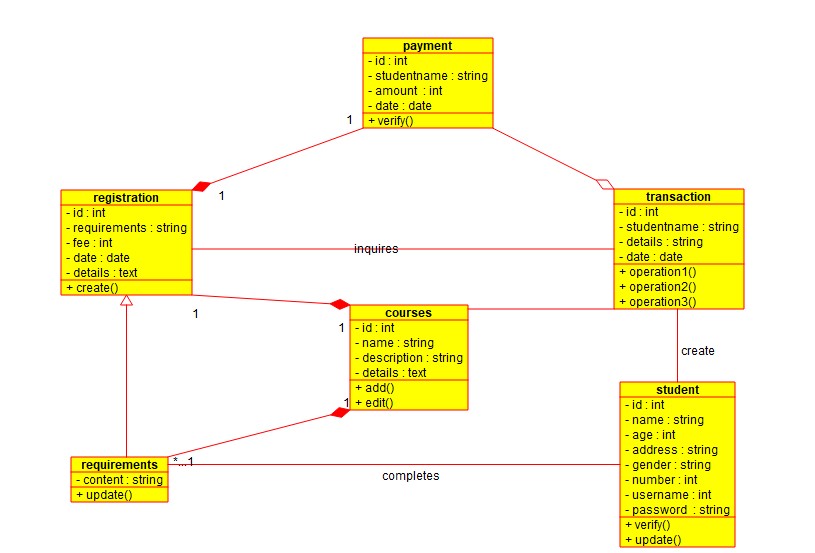 payment
- id : int
- studentname : string
- amount : int
- date : date
+ verify()
1
1
registration
- id : int
- requirements : string
- fee : int
- date : date
- details : text
+ create()
transaction
- id : int
- studentname : string
- details : string
- date : date
+ operation1()
+ operation2()
+ operation3()
inquires
1
1
courses
- id : int
- name : string
- description : string
- details : text
+ add()
+ edit()
1
create
student
- id : int
- name : string
- age : int
- address : string
- gender : string
- number : int
- username : int
- password : string
+ verify()
+ update()
requirements
- content : string
+ update()
*...1
completes